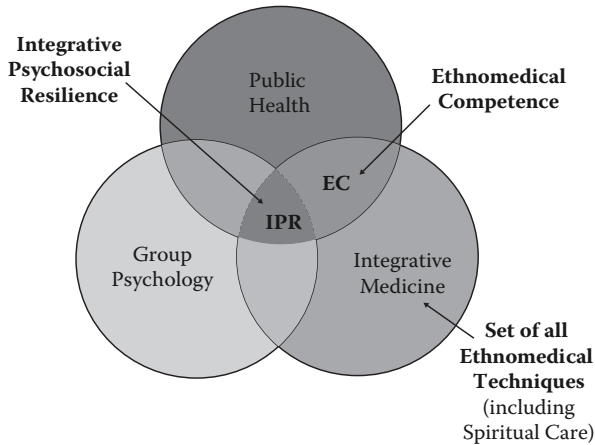 Integrative
Psychosocial
Resilience
Public
Health
Ethnomedical
Competence
EC
IPR
Group
Psychology
Integrative
Medicine
Set of all
Ethnomedical
Techniques
(including
Spiritual Care)